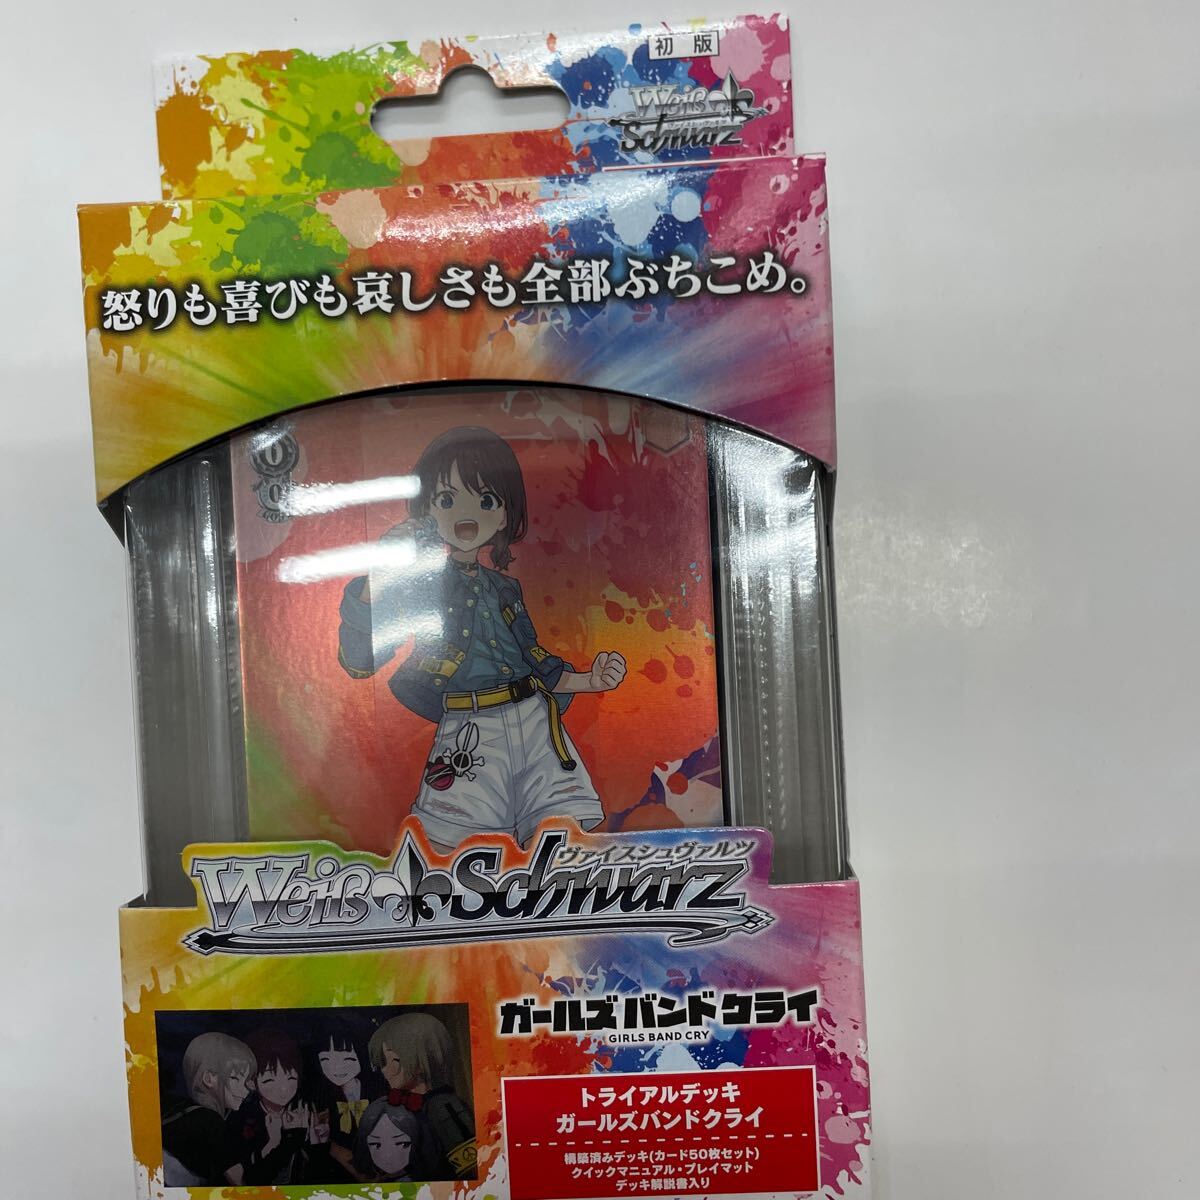 初 版
Weiß Schwarz
ヴァイスシュヴァルツ
怒りも喜びも哀しさも全部ぶちこめ。
0
0
ヴァイスシュヴァルツ
Weiß Schwarz
ガールズバンドクライ
GIRLS BAND CRY
トライアルデッキ
ガールズバンドクライ
構築済みデッキ(カード50枚セット)
クイックマニュアル・プレイマット
デッキ解説書入り